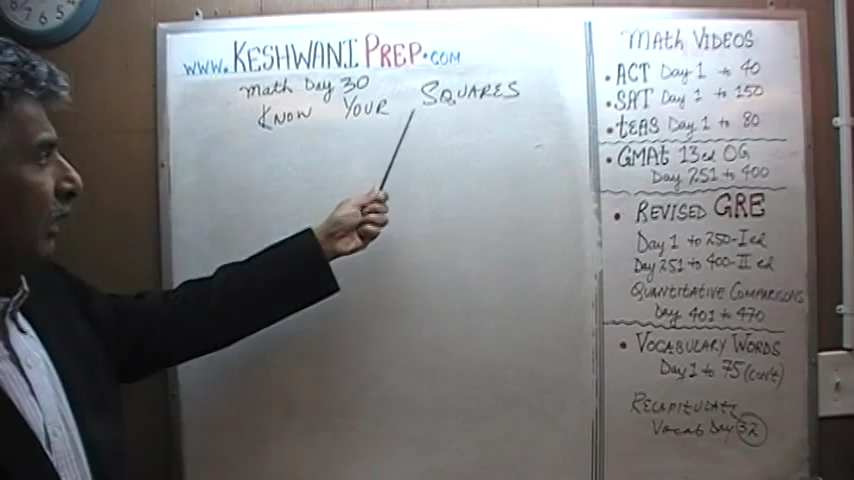 www.KESHWANIPREP.com
Math Day 30
KNOW YOUR SQUARES
MATH VIDEOS
• ACT Day 1 to 40
• SAT Day 1 to 150
• TEAS Day 1 to 80
• GMAT 13ed OG
Day 251 to 400
• REVISED GRE
Day 1 to 250-I ed
Day 251 to 400-II ed
QUANTITATIVE COMPARISONS
Day 401 to 470
• VOCABULARY WORDS
Day 1 to 75 (con't)
RECAPITULATE
Vocab Day 32